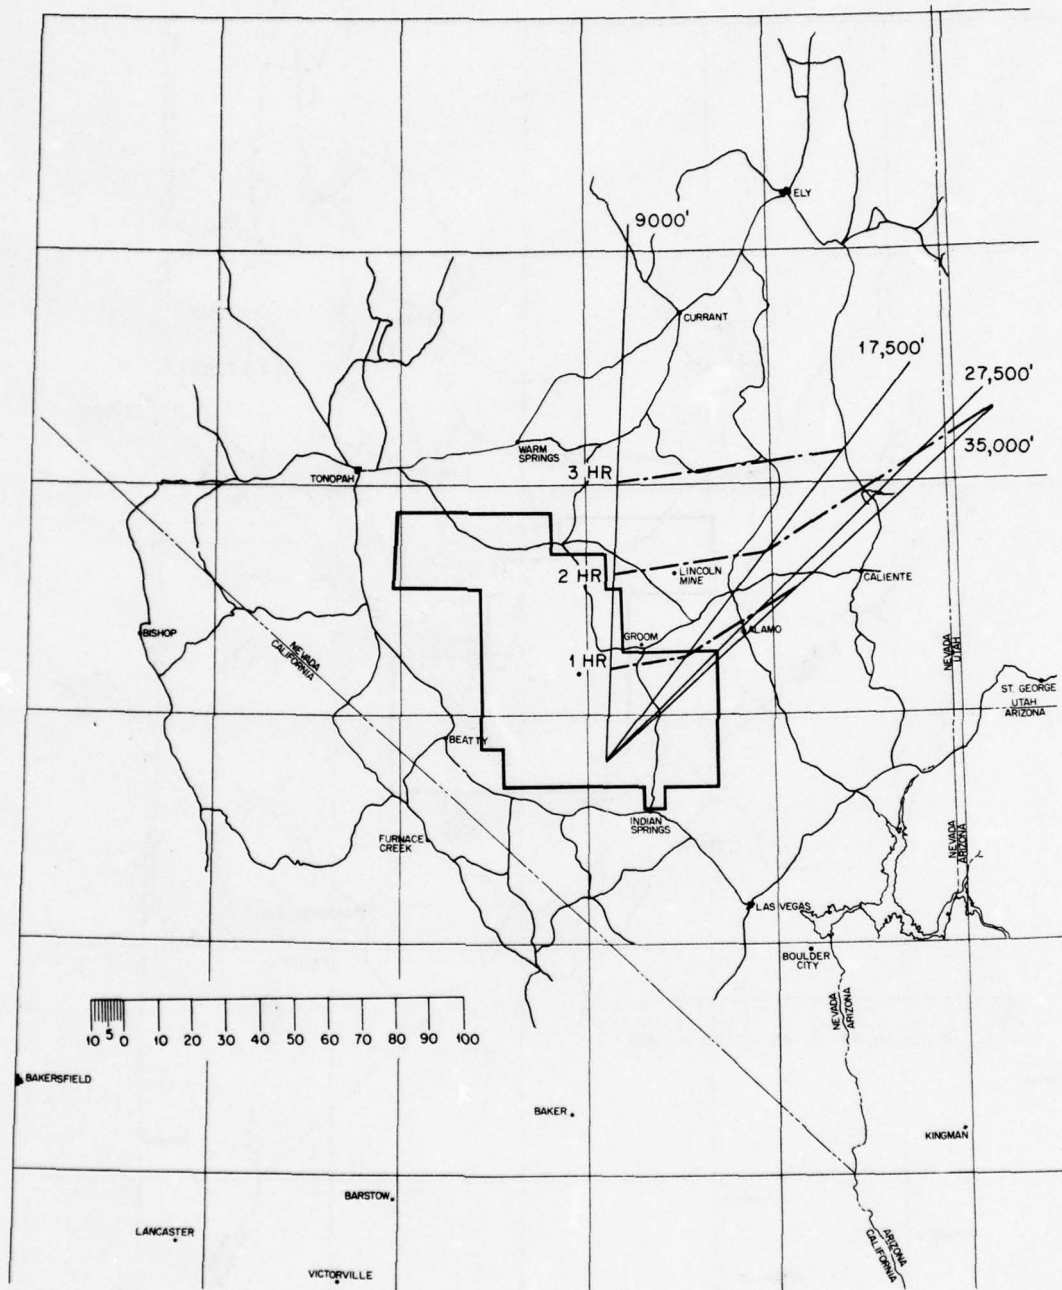 ELY
9000'
CURRANT
17,500'
27,500'
WARM
SPRINGS
35,000'
3 HR
TONOPAH
2 HR
LINCOLN
MINE
CALIENTE
BISHOP
NEVADA
CALIFORNIA
GROOM
ALAMO
1 HR
NEVADA
UTAH
ST. GEORGE
UTAH
ARIZONA
BEATTY
INDIAN
SPRINGS
FURNACE
CREEK
NEVADA
ARIZONA
LAS VEGAS
BOULDER
CITY
NEVADA
ARIZONA
10 5 0 10 20 30 40 50 60 70 80 90 100
BAKERSFIELD
BAKER
KINGMAN
BARSTOW
LANCASTER
ARIZONA
CALIFORNIA
VICTORVILLE